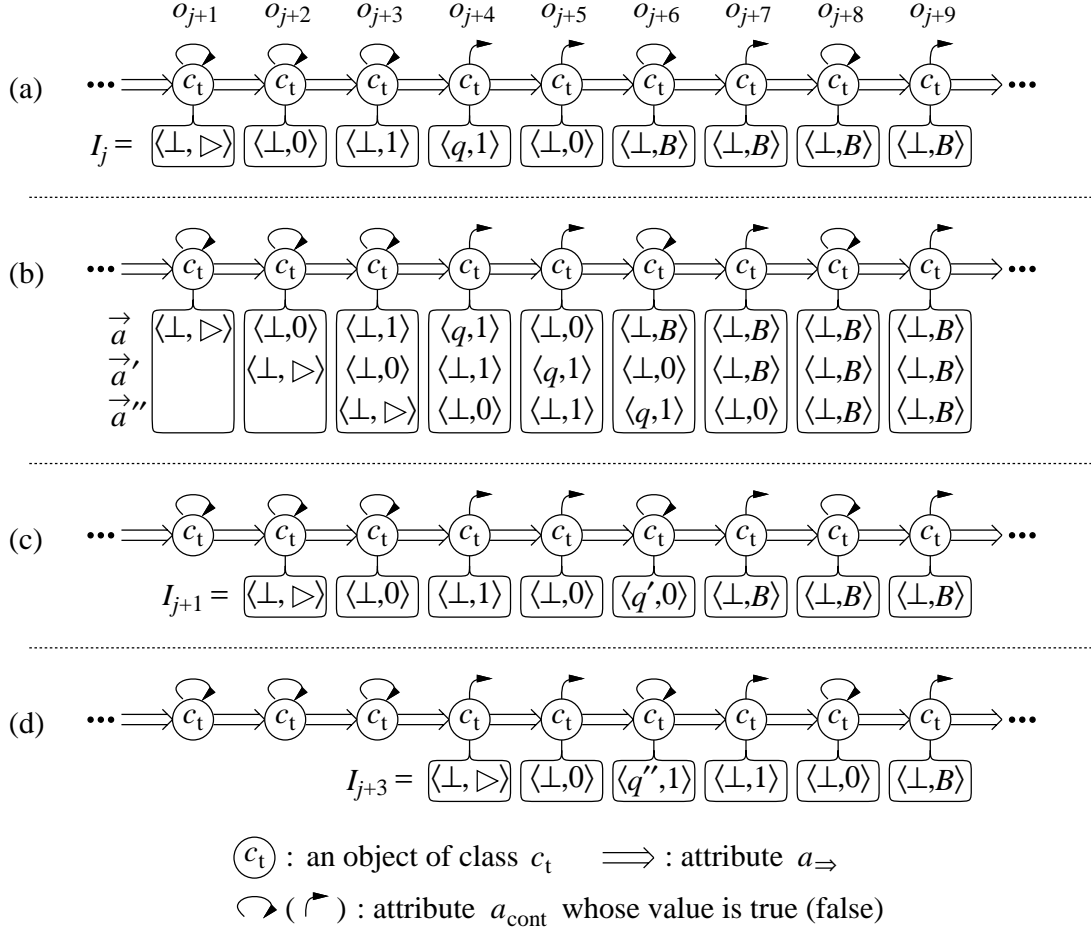 o_{j+1} o_{j+2} o_{j+3} o_{j+4} o_{j+5} o_{j+6} o_{j+7} o_{j+8} o_{j+9}
(a) ••• c_t c_t c_t c_t c_t c_t c_t c_t c_t •••
I_j = ⟨⊥, ▷⟩ ⟨⊥,0⟩ ⟨⊥,1⟩ ⟨q,1⟩ ⟨⊥,0⟩ ⟨⊥,B⟩ ⟨⊥,B⟩ ⟨⊥,B⟩ ⟨⊥,B⟩
(b) ••• c_t c_t c_t c_t c_t c_t c_t c_t c_t •••
→a ⟨⊥, ▷⟩ ⟨⊥,0⟩ ⟨⊥,1⟩ ⟨q,1⟩ ⟨⊥,0⟩ ⟨⊥,B⟩ ⟨⊥,B⟩ ⟨⊥,B⟩ ⟨⊥,B⟩
→a′ ⟨⊥, ▷⟩ ⟨⊥,0⟩ ⟨⊥,1⟩ ⟨q,1⟩ ⟨⊥,0⟩ ⟨⊥,B⟩ ⟨⊥,B⟩ ⟨⊥,B⟩
→a″ ⟨⊥, ▷⟩ ⟨⊥,0⟩ ⟨⊥,1⟩ ⟨q,1⟩ ⟨⊥,0⟩ ⟨⊥,B⟩ ⟨⊥,B⟩
(c) ••• c_t c_t c_t c_t c_t c_t c_t c_t c_t •••
I_{j+1} = ⟨⊥, ▷⟩ ⟨⊥,0⟩ ⟨⊥,1⟩ ⟨⊥,0⟩ ⟨q′,0⟩ ⟨⊥,B⟩ ⟨⊥,B⟩ ⟨⊥,B⟩
(d) ••• c_t c_t c_t c_t c_t c_t c_t c_t c_t •••
I_{j+3} = ⟨⊥, ▷⟩ ⟨⊥,0⟩ ⟨q″,1⟩ ⟨⊥,1⟩ ⟨⊥,0⟩ ⟨⊥,B⟩
c_t : an object of class c_t ⇒ : attribute a_⇒
( ) : attribute a_cont whose value is true (false)